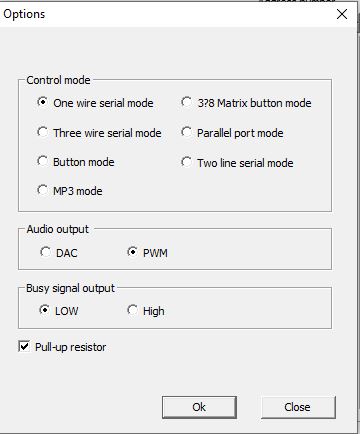 Options
Control mode
One wire serial mode
3?8 Matrix button mode
Three wire serial mode
Parallel port mode
Button mode
Two line serial mode
MP3 mode
Audio output
DAC
PWM
Busy signal output
LOW
High
Pull-up resistor
Ok
Close